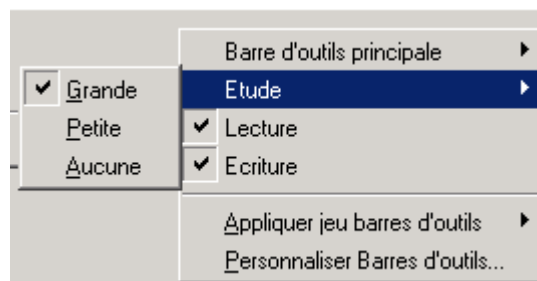 Barre d'outils principale
Etude
Lecture
Ecriture
Appliquer jeu barres d'outils
Personnaliser Barres d'outils...
Grande
Petite
Aucune